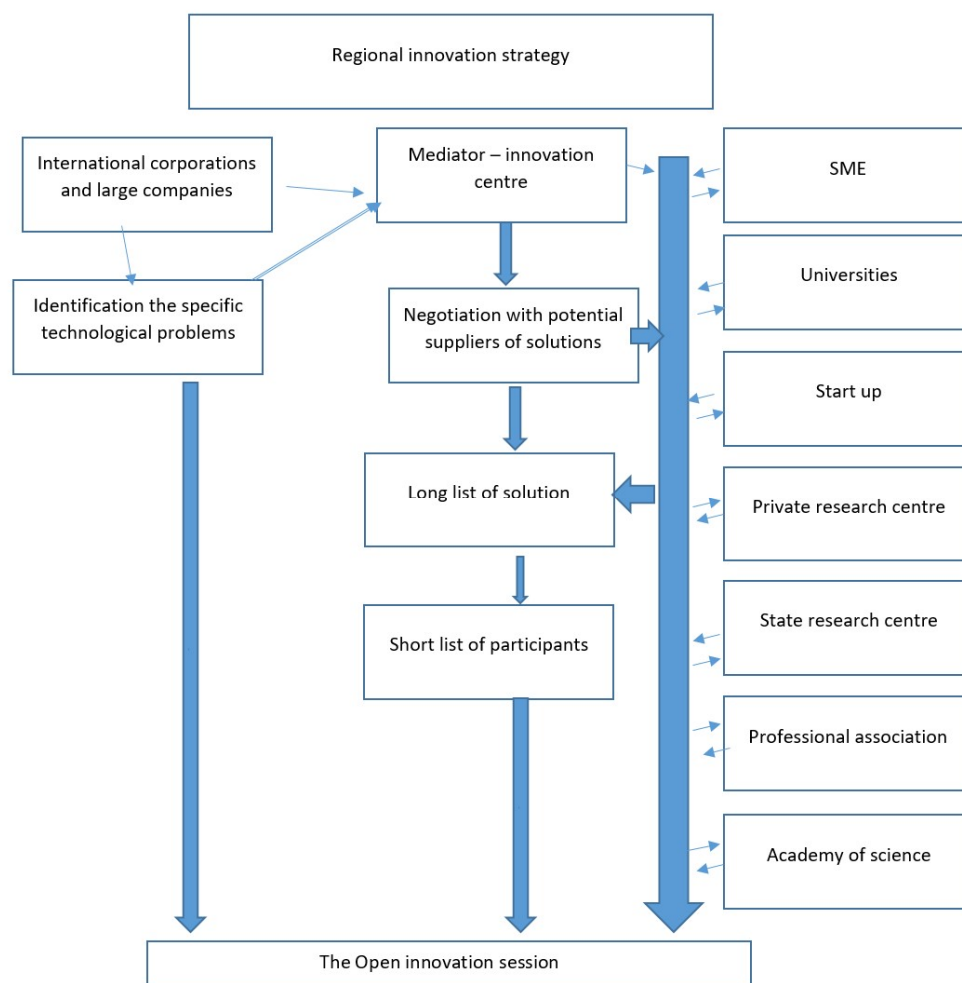 Regional innovation strategy
International corporations
and large companies
Mediator – innovation
centre
SME
Identification the specific
technological problems
Negotiation with potential
suppliers of solutions
Universities
Start up
Long list of solution
Private research centre
Short list of participants
State research centre
Professional association
Academy of science
The Open innovation session